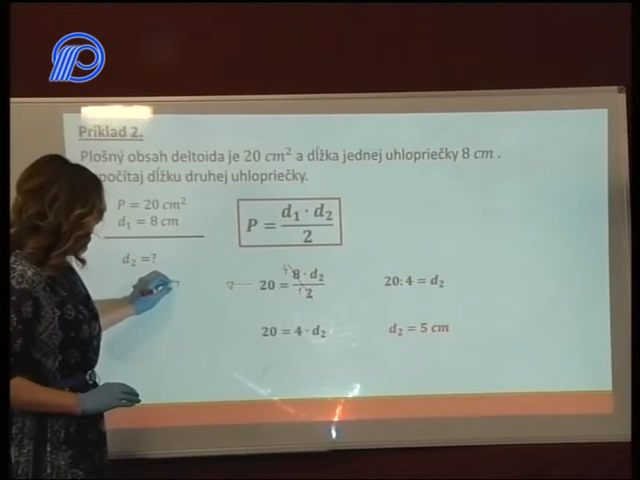 Príklad 2.
Plošný obsah deltoida je 20 cm² a dĺžka jednej uhlopriečky 8 cm .
počítaj dĺžku druhej uhlopriečky.
P = 20 cm²
d₁ = 8 cm
P = d₁ · d₂ / 2
d₂ =?
20 = 8 · d₂ / 2
20: 4 = d₂
20 = 4 · d₂
d₂ = 5 cm